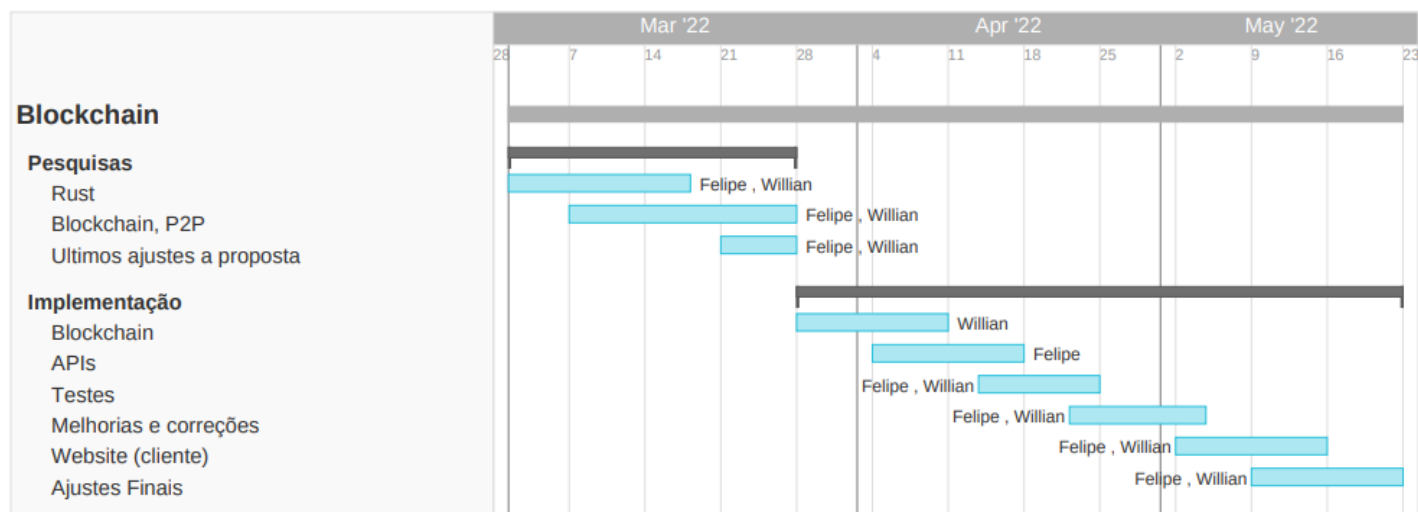 Mar '22 Apr '22 May '22
28 7 14 21 28 4 11 18 25 2 9 16 23
Blockchain
Pesquisas
Rust Felipe , Willian
Blockchain, P2P Felipe , Willian
Ultimos ajustes a proposta Felipe , Willian
Implementação
Blockchain Willian
APIs Felipe
Testes Felipe , Willian
Melhorias e correções Felipe , Willian
Website (cliente) Felipe , Willian
Ajustes Finais Felipe , Willian